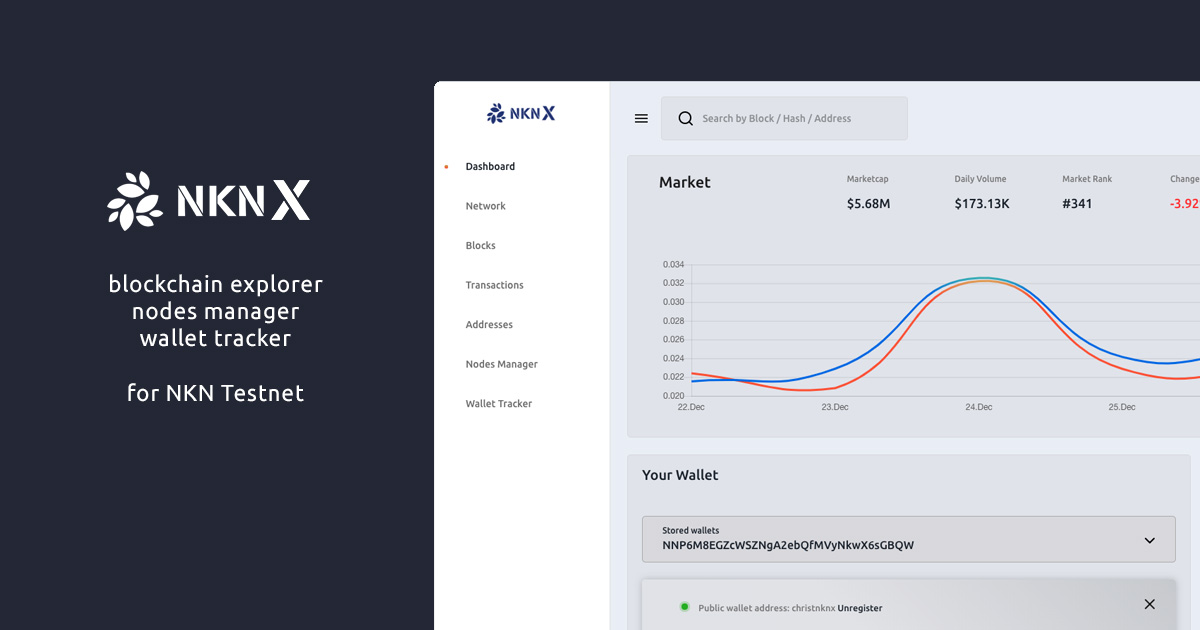 NKN X
blockchain explorer
nodes manager
wallet tracker
for NKN Testnet
NKN X
Dashboard
Network
Blocks
Transactions
Addresses
Nodes Manager
Wallet Tracker
Search by Block / Hash / Address
Market
Marketcap
$5.68M
Daily Volume
$173.13K
Market Rank
#341
Change
-3.92
0.034
0.032
0.030
0.028
0.026
0.024
0.022
0.020
22.Dec
23.Dec
24.Dec
25.Dec
Your Wallet
Stored wallets
NNP6M8EGZcWSZNgA2ebQfMVyNkwX6sGBQW
Public wallet address: christnknx Unregister